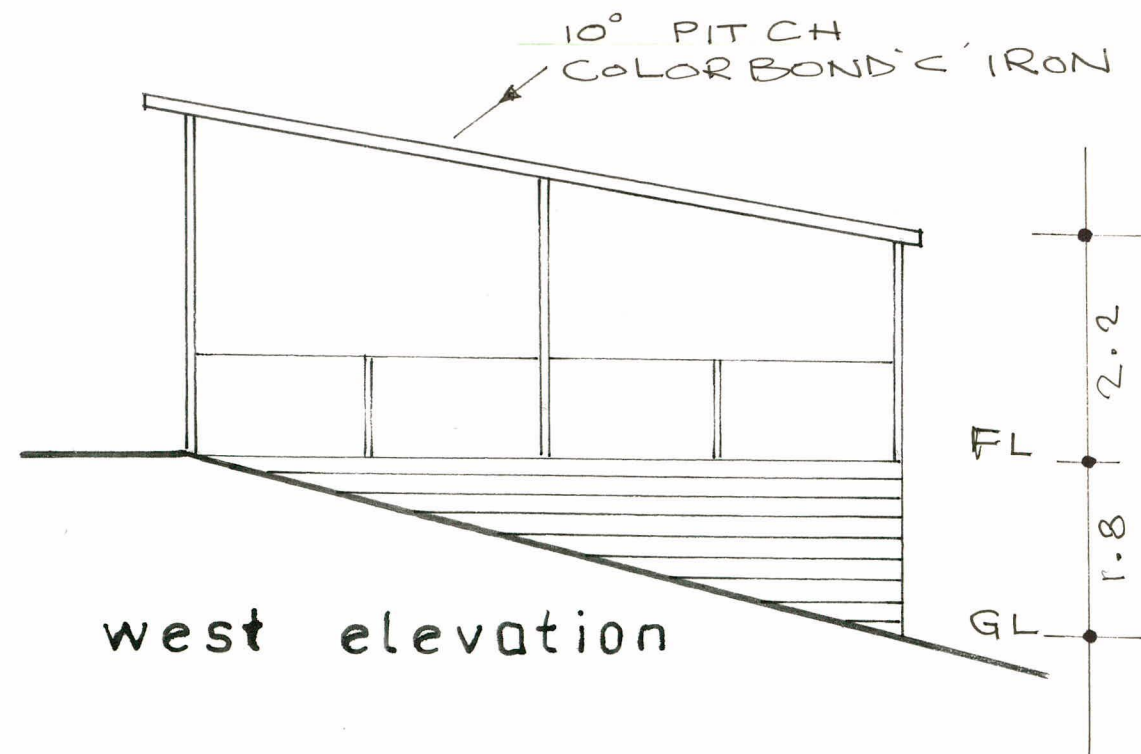 10° PITCH
COLORBOND 'C' IRON
2.2
FL
1.8
GL
west elevation